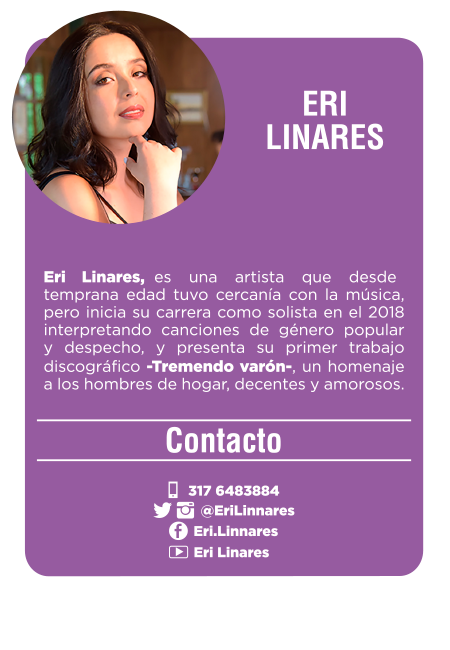 ERI
LINARES
Eri Linares, es una artista que desde
temprana edad tuvo cercanía con la música,
pero inicia su carrera como solista en el 2018
interpretando canciones de género popular
y despecho, y presenta su primer trabajo
discográfico -Tremendo varón-, un homenaje
a los hombres de hogar, decentes y amorosos.
Contacto
317 6483884
@EriLinnares
Eri.Linnares
Eri Linares